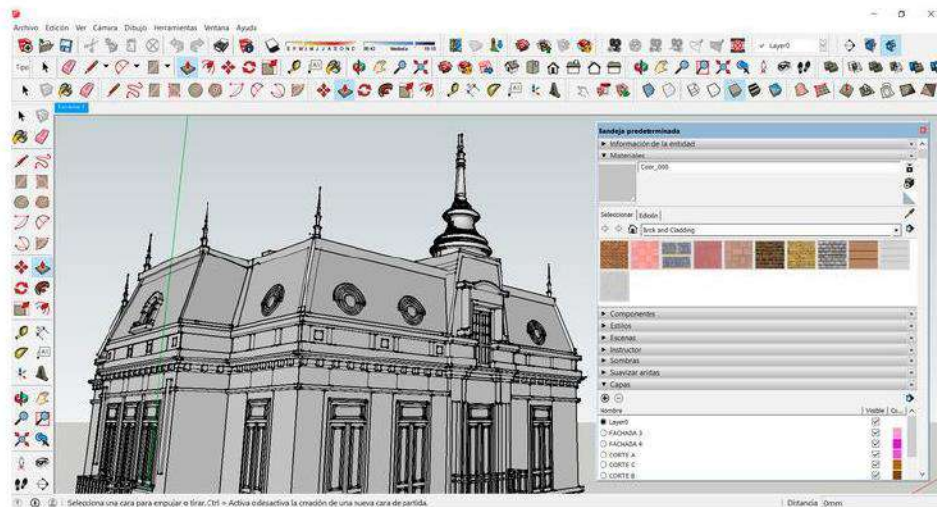 Archivo Edición Ver Cámara Dibujo Herramientas Ventana Ayuda
E F M M J J A S O N D
Layer0
Tipo
Bandeja predeterminada
Información de la entidad
Materiales
Color_000
Seleccionar Edición
Brick and Cladding
Componentes
Estilos
Escenas
Instructor
Sombras
Suavizar aristas
Capas
Nombre Visible Co...
Layer0
FACHADA 3
FACHADA 4
CORTE A
CORTE C
CORTE B
Selecciona una cara para empujar o tirar. Ctrl = Activa o desactiva la creación de una nueva cara de partida.
Distancia 0mm